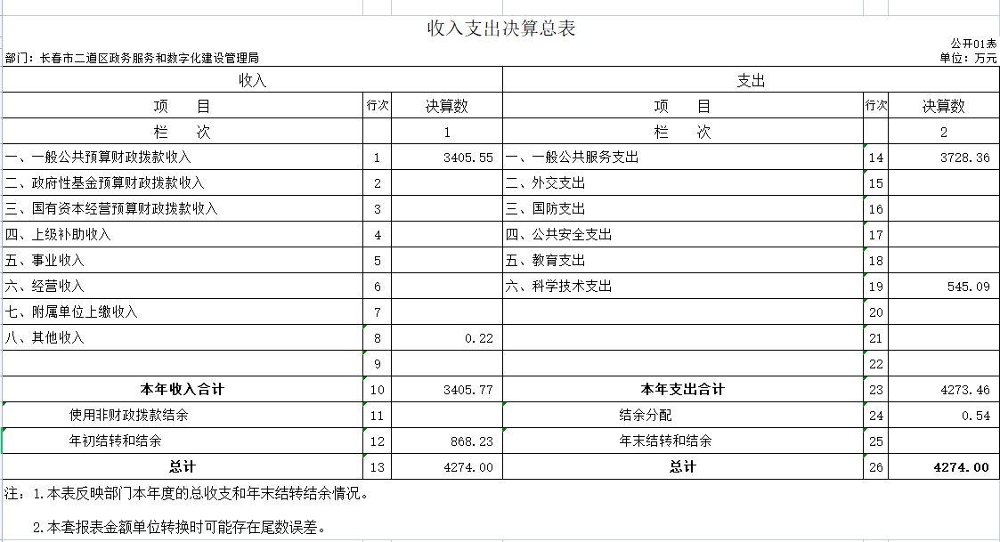 收入支出决算总表
公开01表
部门：长春市二道区政务服务和数字化建设管理局 单位：万元
收入 支出
项 目 行次 决算数 项 目 行次 决算数
栏 次 1 栏 次 2
一、一般公共预算财政拨款收入 1 3405.55 一、一般公共服务支出 14 3728.36
二、政府性基金预算财政拨款收入 2 二、外交支出 15
三、国有资本经营预算财政拨款收入 3 三、国防支出 16
四、上级补助收入 4 四、公共安全支出 17
五、事业收入 5 五、教育支出 18
六、经营收入 6 六、科学技术支出 19 545.09
七、附属单位上缴收入 7 20
八、其他收入 8 0.22 21
9 22
本年收入合计 10 3405.77 本年支出合计 23 4273.46
使用非财政拨款结余 11 结余分配 24 0.54
年初结转和结余 12 868.23 年末结转和结余 25
总计 13 4274.00 总计 26 4274.00
注：1.本表反映部门本年度的总收支和年末结转结余情况。
2.本套报表金额单位转换时可能存在尾数误差。